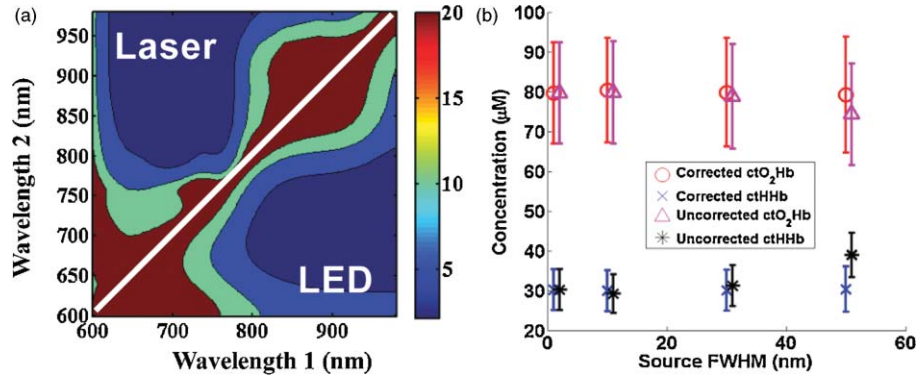 (a)
Laser
LED
Wavelength 2 (nm)
950
900
850
800
750
700
650
600
600
700
800
900
Wavelength 1 (nm)
20
15
10
5
(b)
Concentration (μM)
100
90
80
70
60
50
40
30
20
Corrected ctO₂Hb
Corrected ctHHb
Uncorrected ctO₂Hb
Uncorrected ctHHb
0
20
40
60
Source FWHM (nm)